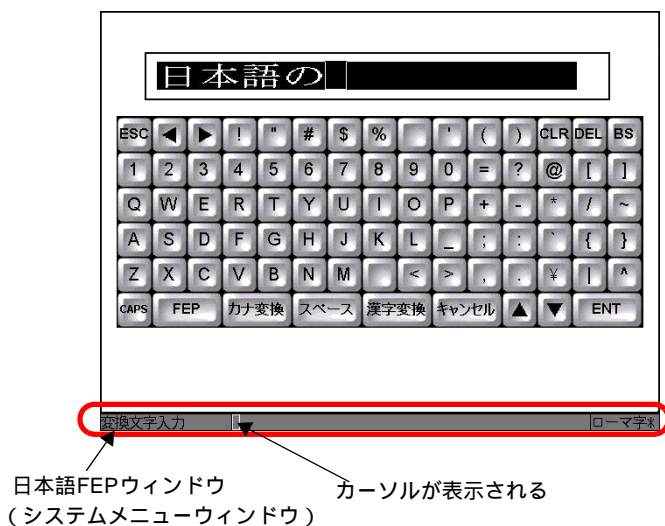 日本語の
ESC ◀ ▶ ! " # $ % ' ( ) CLR DEL BS
1 2 3 4 5 6 7 8 9 0 = ? @ [ ]
Q W E R T Y U I O P + - * / ~
A S D F G H J K L _ ; : ` { }
Z X C V B N M < > , . ¥ | ^
CAPS FEP カナ変換 スペース 漢字変換 キャンセル ▲ ▼ ENT
変換文字入力 ローマ字*
日本語FEPウィンドウ
(システムメニューウィンドウ)
カーソルが表示される